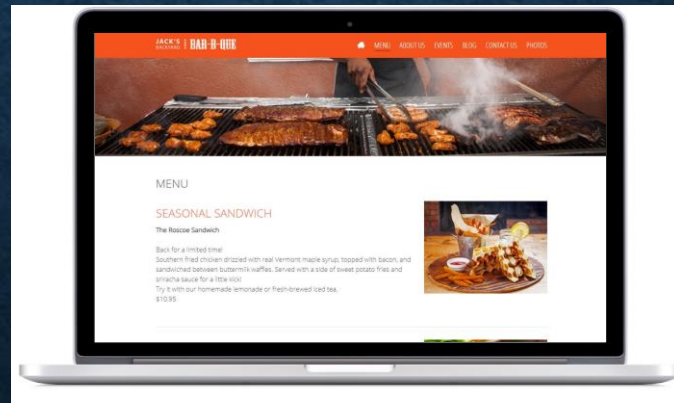 JACK'S BACKYARD | BAR-B-QUE
MENU ABOUT US EVENTS BLOG CONTACT US PHOTOS
MENU
SEASONAL SANDWICH
The Roscoe Sandwich
Back for a limited time!
Southern fried chicken drizzled with real Vermont maple syrup, topped with bacon, and
sandwiched between buttermilk waffles. Served with a side of sweet potato fries and
sriracha sauce for a little kick!
Try it with our homemade lemonade or fresh-brewed iced tea.
$10.95